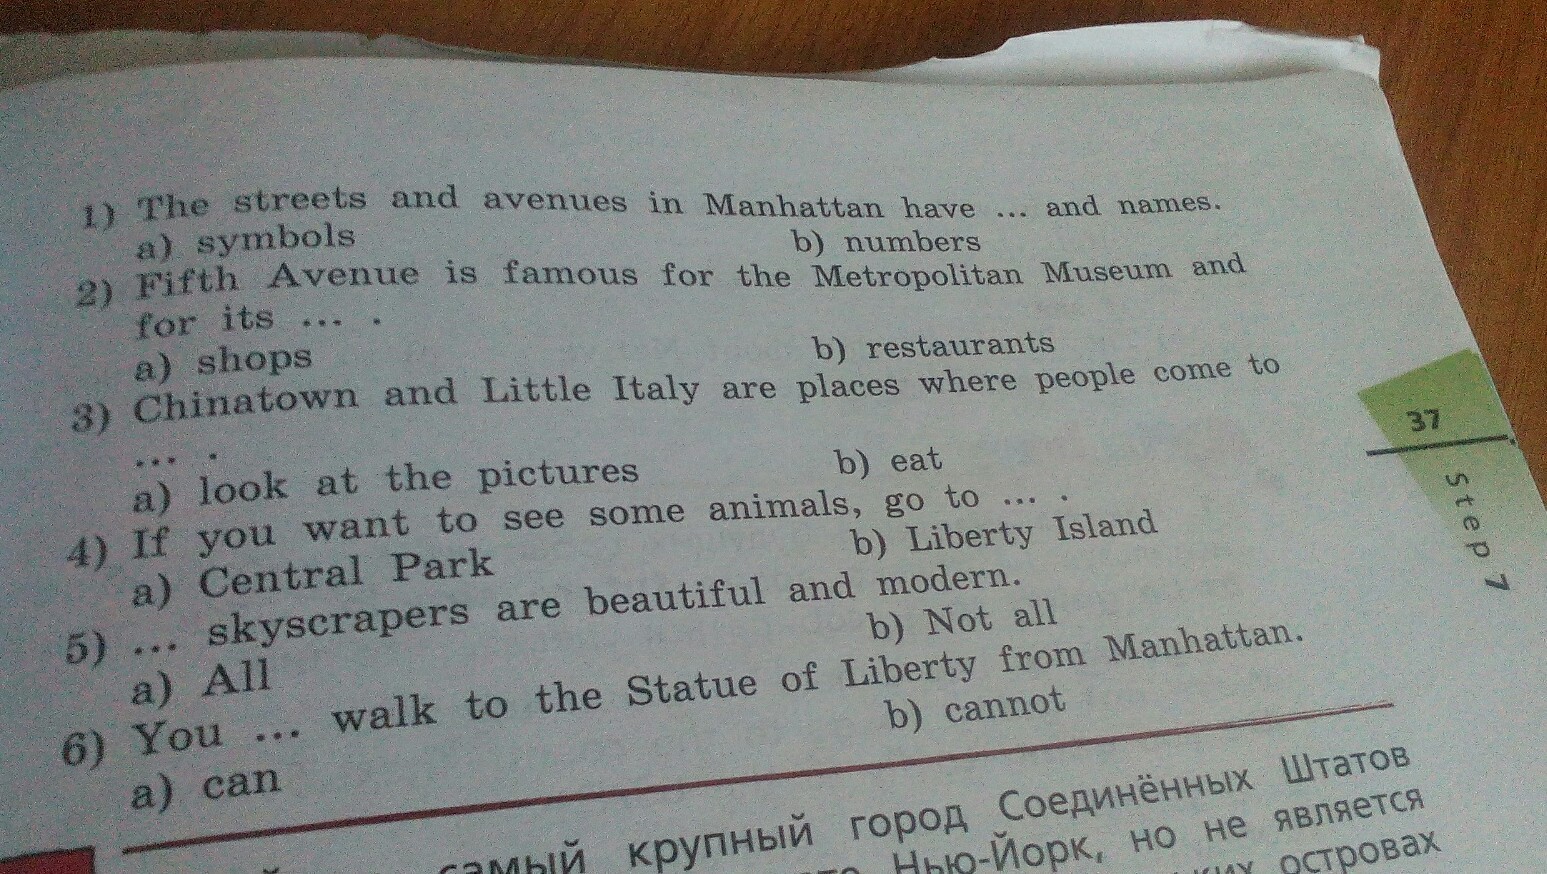 1) The streets and avenues in Manhattan have ... and names.
a) symbols b) numbers
2) Fifth Avenue is famous for the Metropolitan Museum and
for its ... .
a) shops b) restaurants
3) Chinatown and Little Italy are places where people come to
... .
a) look at the pictures b) eat
4) If you want to see some animals, go to ... .
a) Central Park b) Liberty Island
5) ... skyscrapers are beautiful and modern.
a) All b) Not all
6) You ... walk to the Statue of Liberty from Manhattan.
a) can b) cannot
самый крупный город Соединённых Штатов
Нью-Йорк, но не является
островах
37
Step 7